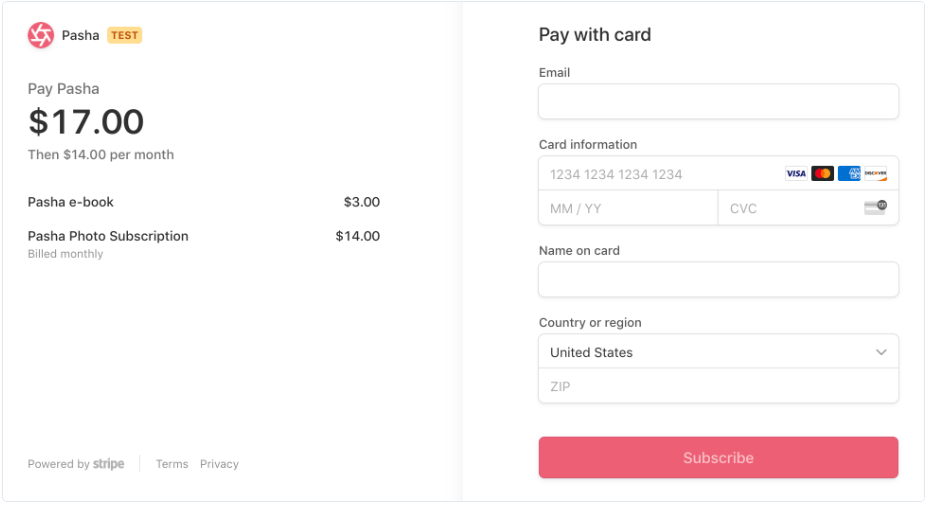 Pasha TEST
Pay Pasha
$17.00
Then $14.00 per month
Pasha e-book $3.00
Pasha Photo Subscription $14.00
Billed monthly
Powered by stripe Terms Privacy
Pay with card
Email
Card information
1234 1234 1234 1234 VISA DISCOVER
MM / YY CVC
Name on card
Country or region
United States
ZIP
Subscribe